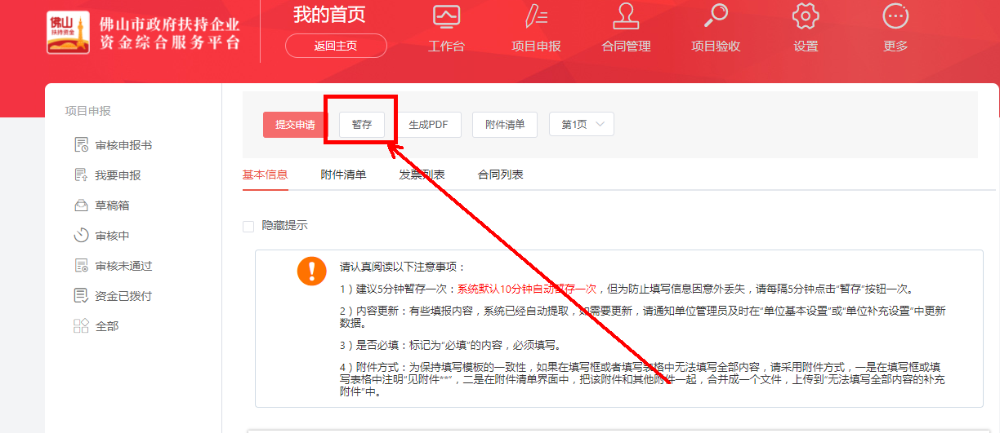 佛山
扶持资金
佛山市政府扶持企业
资金综合服务平台
我的首页
返回主页
工作台
项目申报
合同管理
项目验收
设置
更多
项目申报
审核申报书
我要申报
草稿箱
审核中
审核未通过
资金已拨付
全部
提交申请
暂存
生成PDF
附件清单
第1页
基本信息
附件清单
发票列表
合同列表
隐藏提示
请认真阅读以下注意事项：
1）建议5分钟暂存一次：系统默认10分钟自动暂存一次，但为防止填写信息因意外丢失，请每隔5分钟点击“暂存”按钮一次。
2）内容更新：有些填报内容，系统已经自动提取，如需要更新，请通知单位管理员及时在“单位基本设置”或“单位补充设置”中更新
数据。
3）是否必填：标记为“必填”的内容，必须填写。
4）附件方式：为保持填写模板的一致性，如果在填写框或者填写表格中无法填写全部内容，请采用附件方式，一是在填写框或填
写表格中注明“见附件**”，二是在附件清单界面中，把该附件和其他附件一起，合并成一个文件，上传到“无法填写全部内容的补充
附件”中。